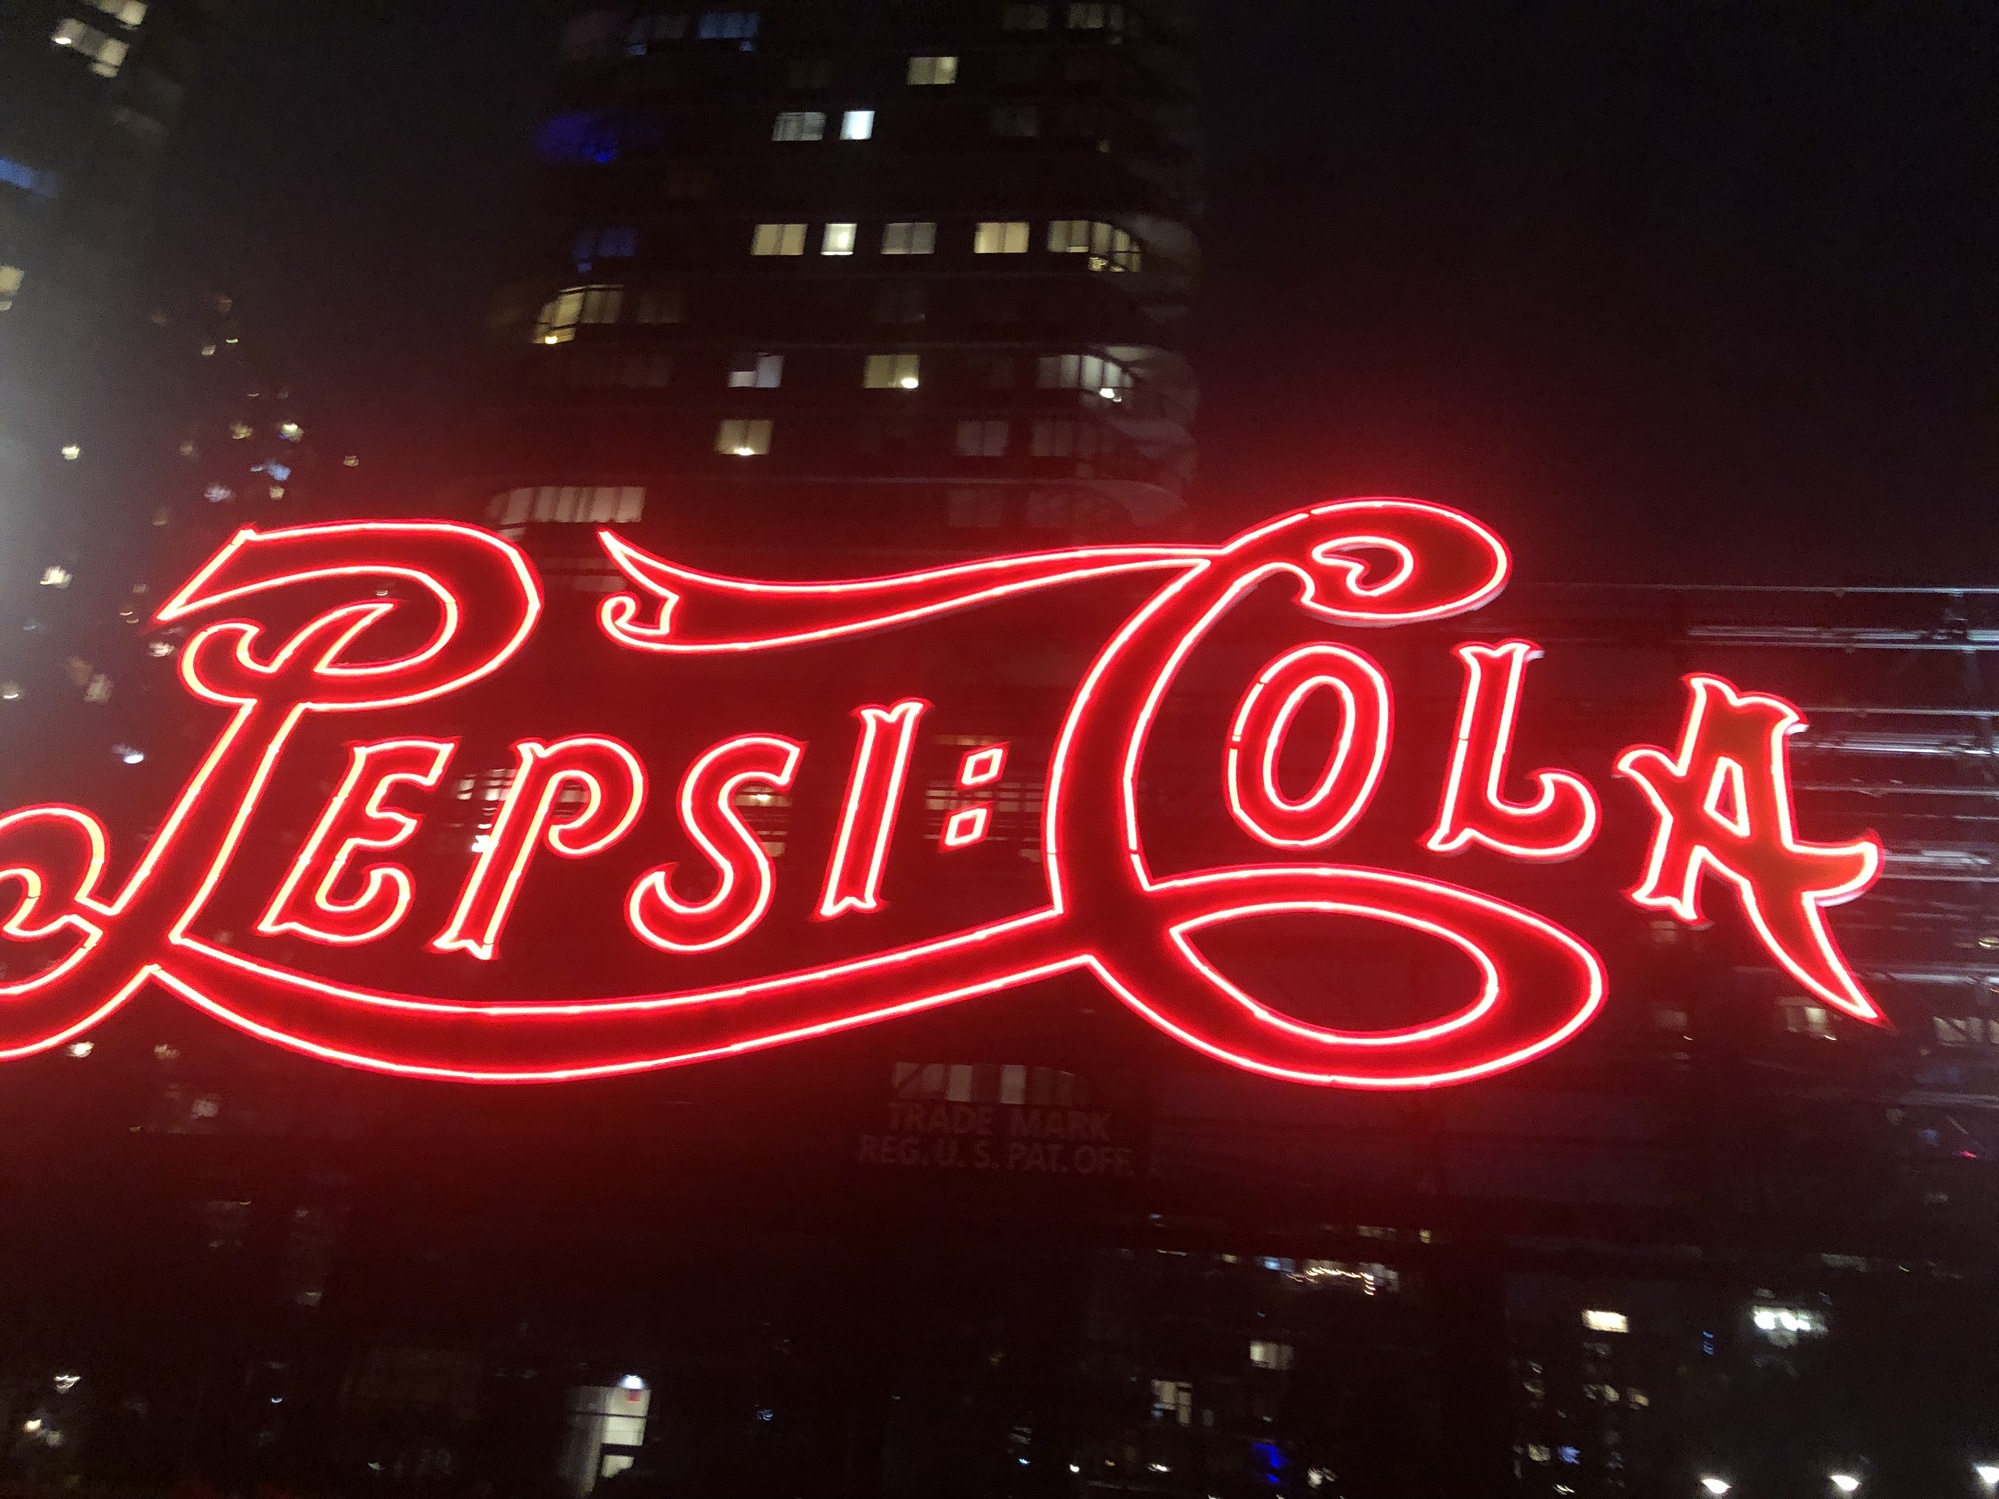 PEPSI:COLA
TRADE MARK
REG. U. S. PAT. OFF.